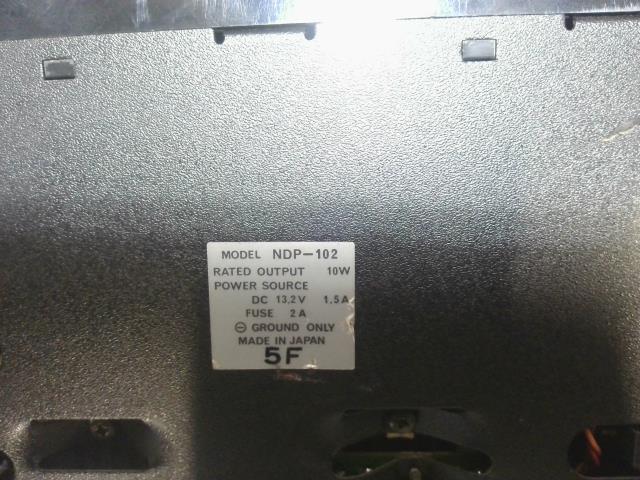 MODEL NDP-102
RATED OUTPUT 10W
POWER SOURCE
DC 13.2V 1.5A
FUSE 2A
⊖ GROUND ONLY
MADE IN JAPAN
5F